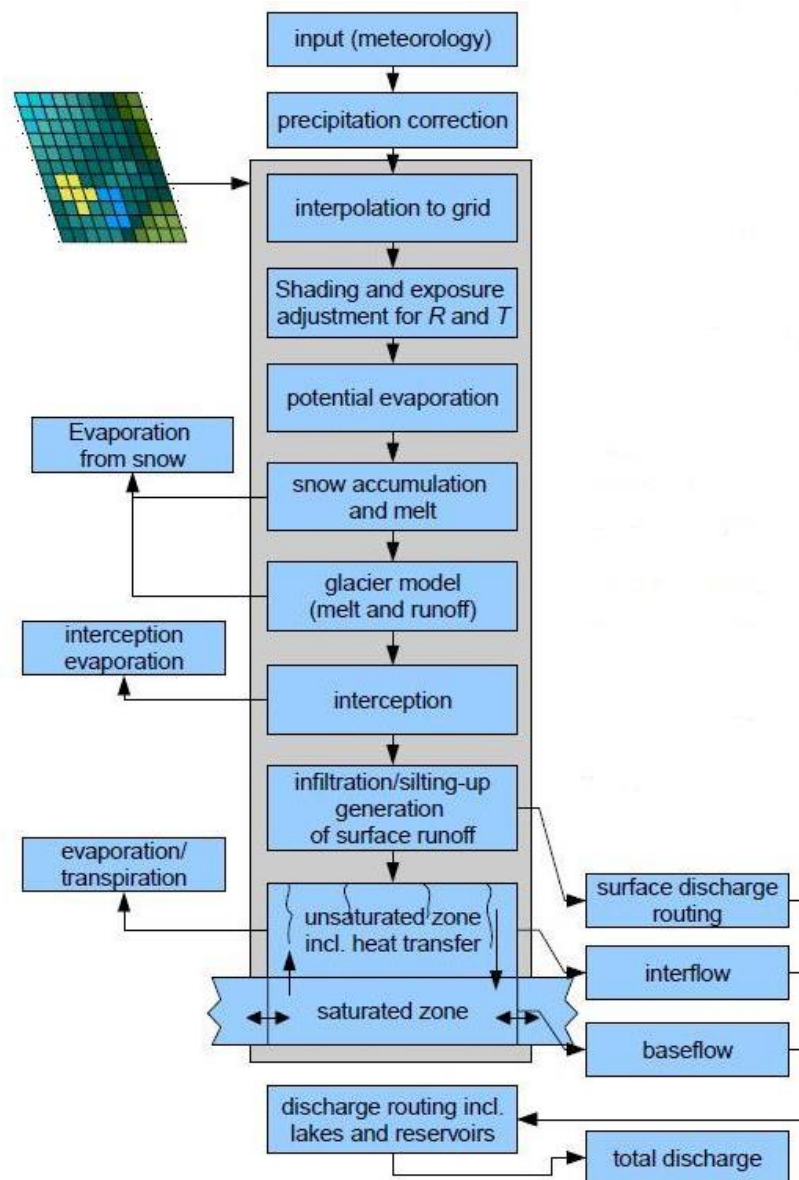 input (meteorology)
precipitation correction
interpolation to grid
Shading and exposure
adjustment for R and T
potential evaporation
Evaporation
from snow
snow accumulation
and melt
glacier model
(melt and runoff)
interception
evaporation
interception
infiltration/silting-up
generation
of surface runoff
evaporation/
transpiration
surface discharge
routing
unsaturated zone
incl. heat transfer
interflow
saturated zone
baseflow
discharge routing incl.
lakes and reservoirs
total discharge